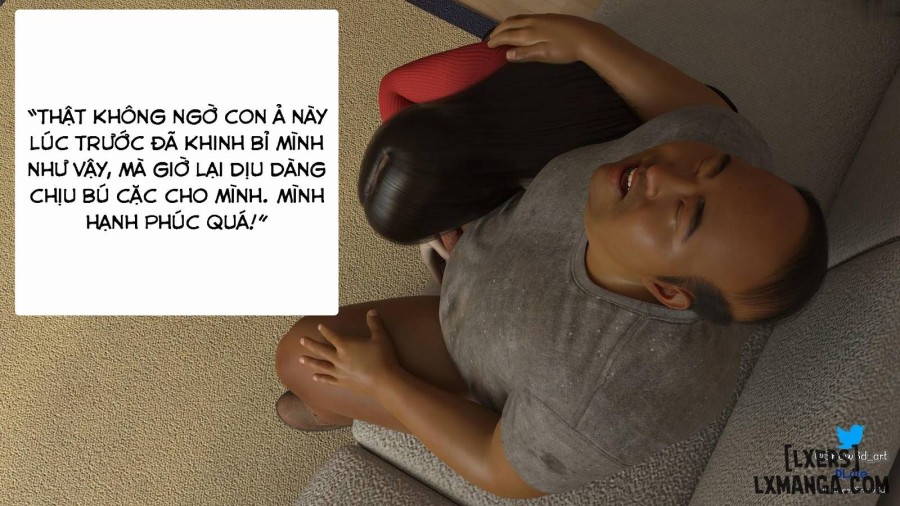 "THẬT KHÔNG NGỜ CON Ả NÀY
LÚC TRƯỚC ĐÃ KHINH BỈ MÌNH
NHƯ VẬY, MÀ GIỜ LẠI DỊU DÀNG
CHỊU BÚ CẶC CHO MÌNH. MÌNH
HẠNH PHÚC QUÁ!"
[LXERS]
LXMANGA.COM